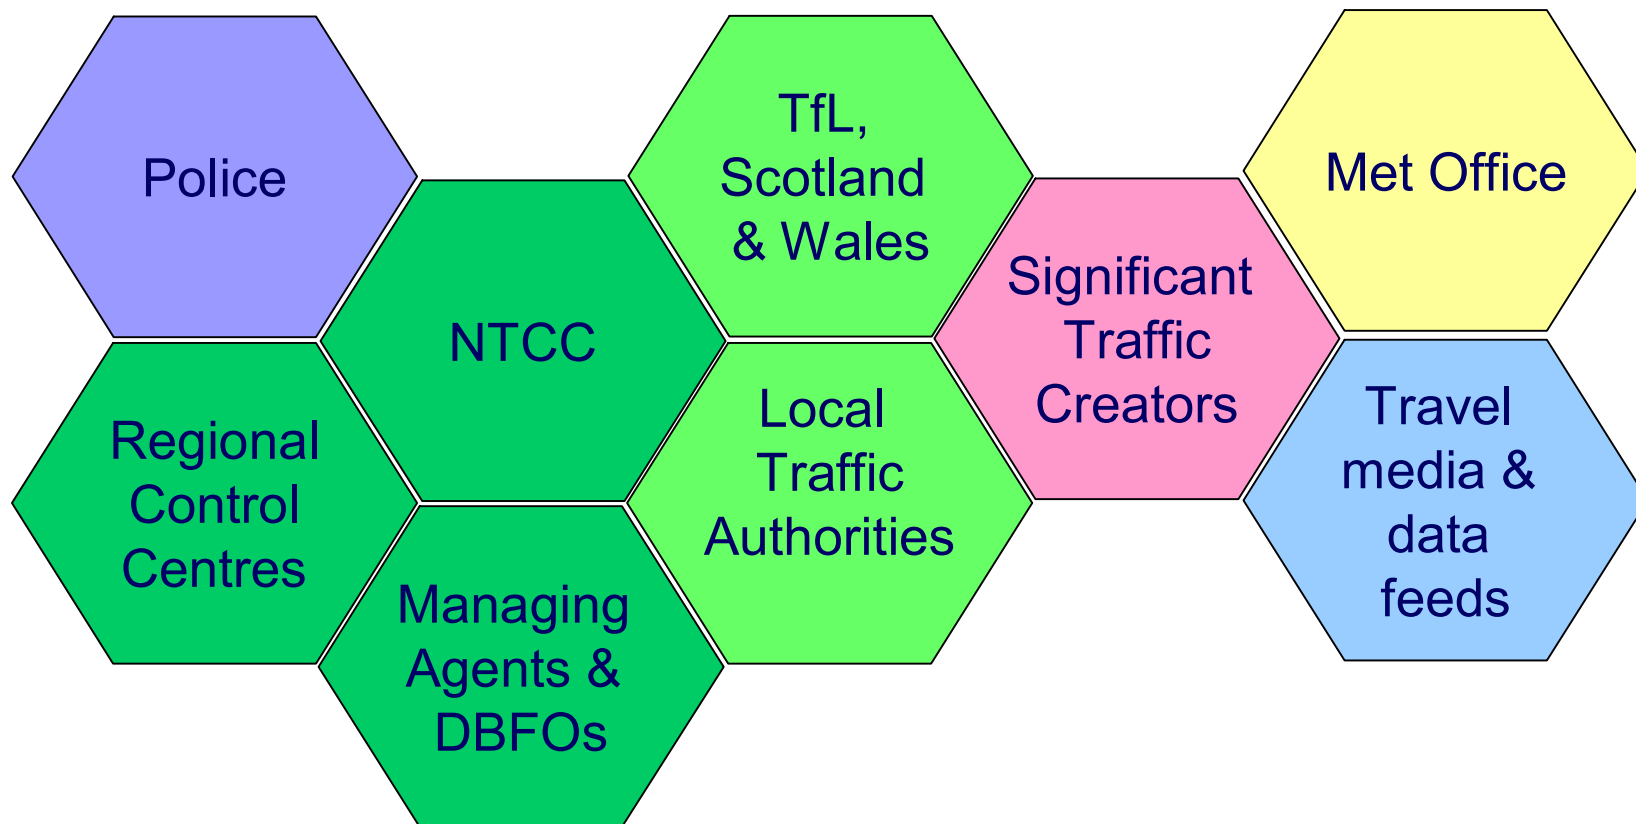 Police
NTCC
Regional
Control
Centres
Managing
Agents &
DBFOs
TfL,
Scotland
& Wales
Local
Traffic
Authorities
Significant
Traffic
Creators
Met Office
Travel
media &
data
feeds